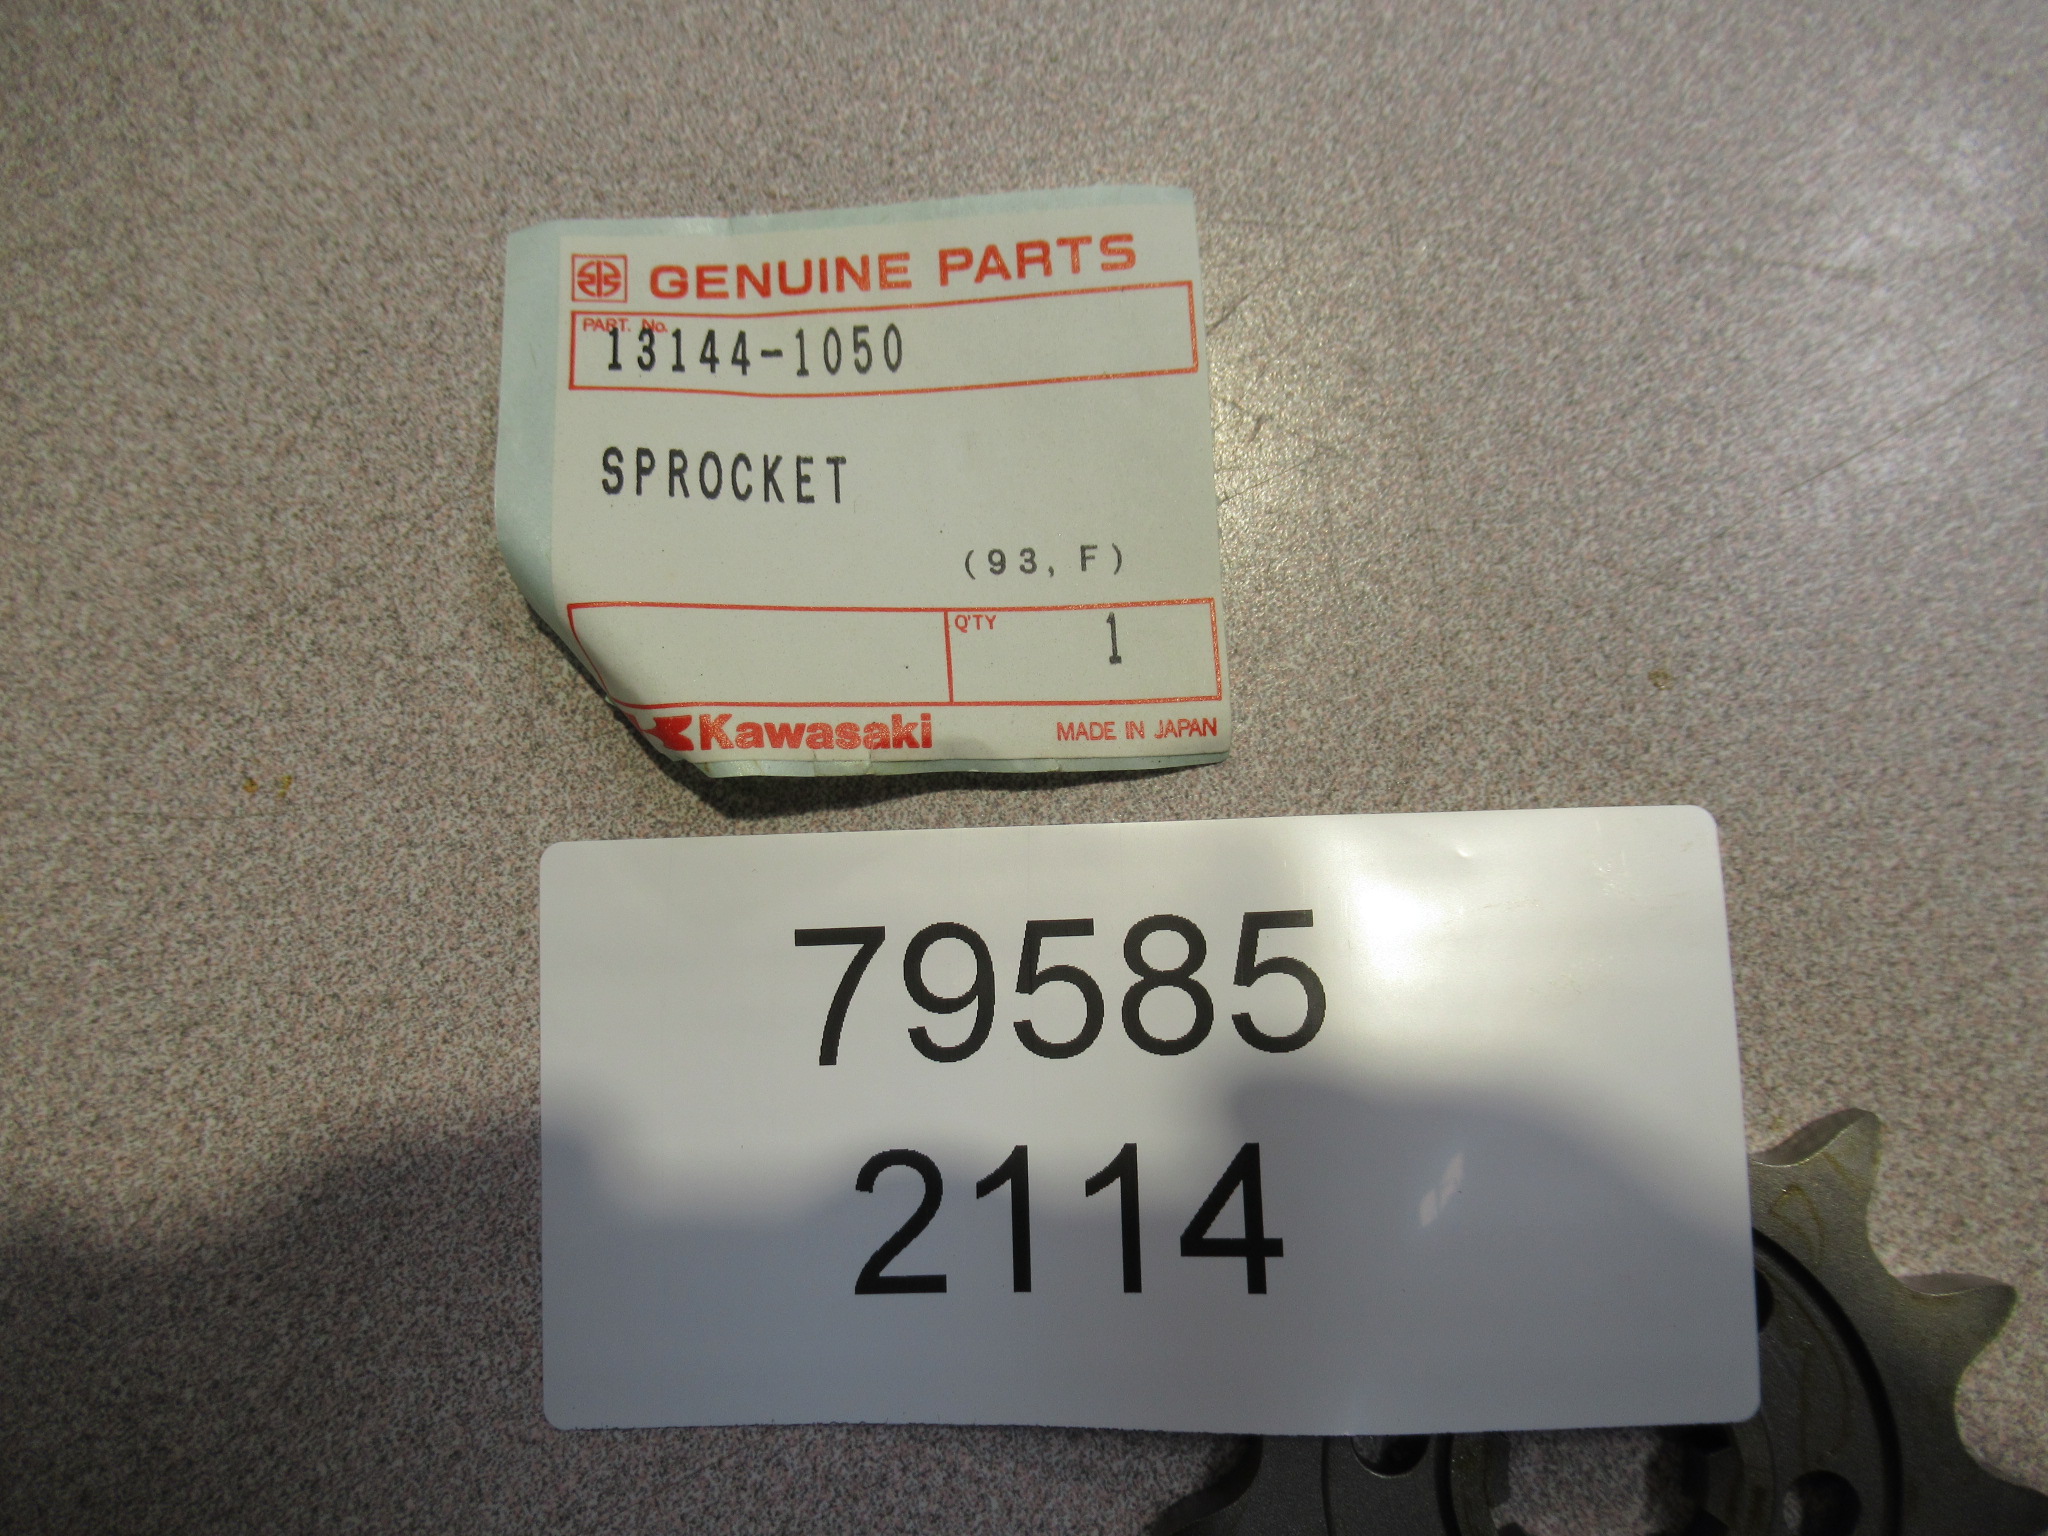 GENUINE PARTS
PART. No.
13144-1050
SPROCKET
(93, F)
Q'TY 1
Kawasaki MADE IN JAPAN
79585
2114